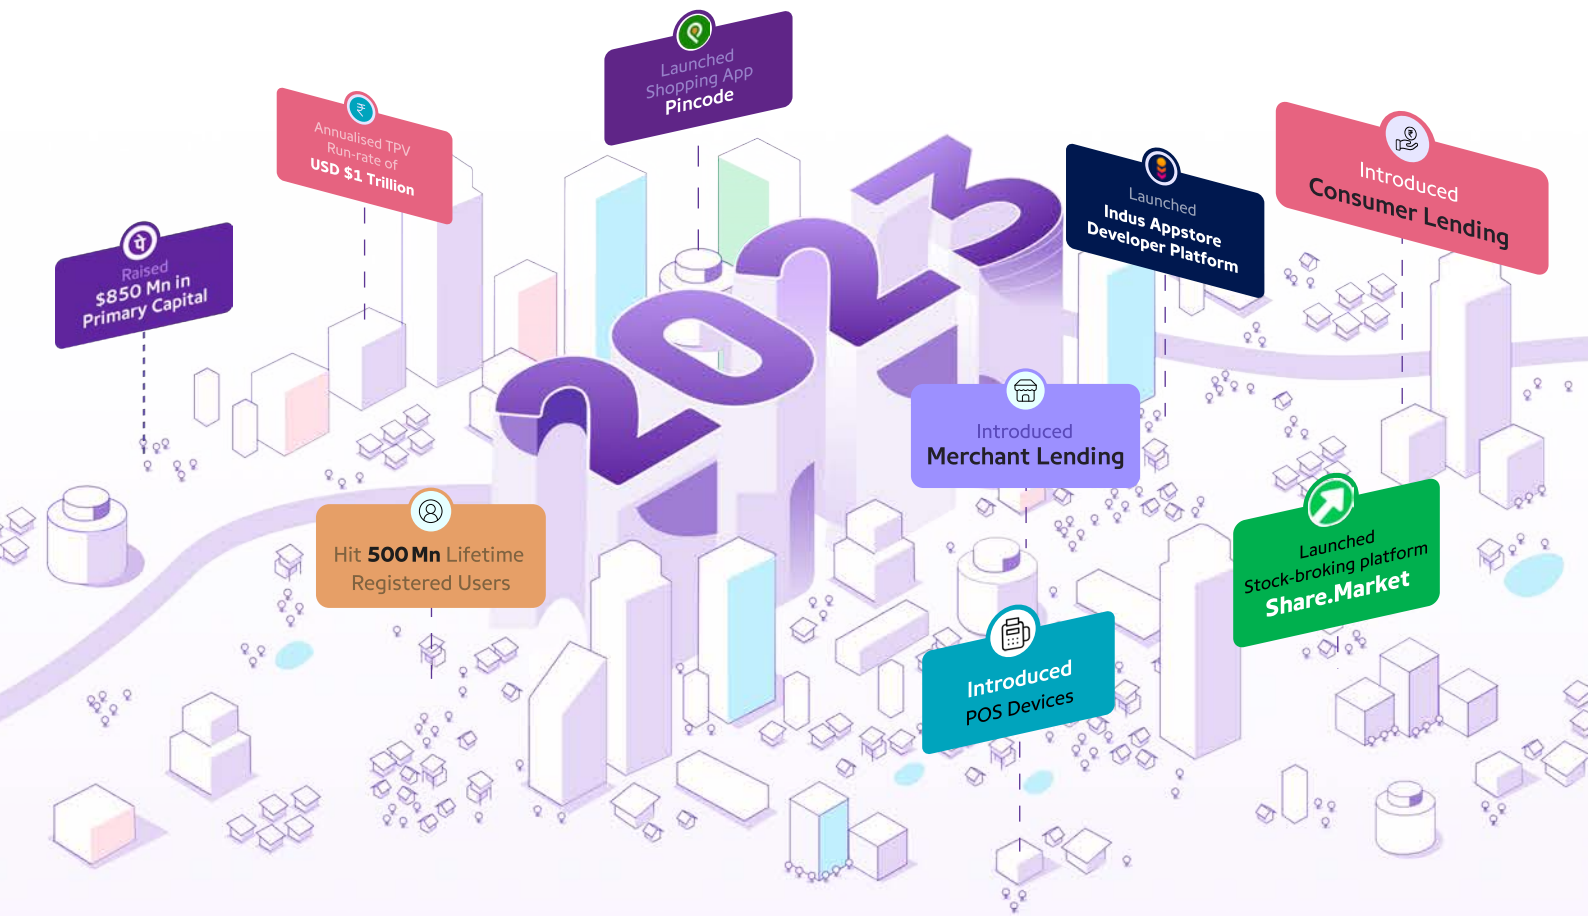 Launched
Shopping App
Pincode
Annualised TPV
Run-rate of
USD $1 Trillion
Introduced
Consumer Lending
Launched
Indus Appstore
Developer Platform
Raised
$850 Mn in
Primary Capital
2023
Introduced
Merchant Lending
Hit 500 Mn Lifetime
Registered Users
Launched
Stock-broking platform
Share.Market
Introduced
POS Devices
₹
पे
₹